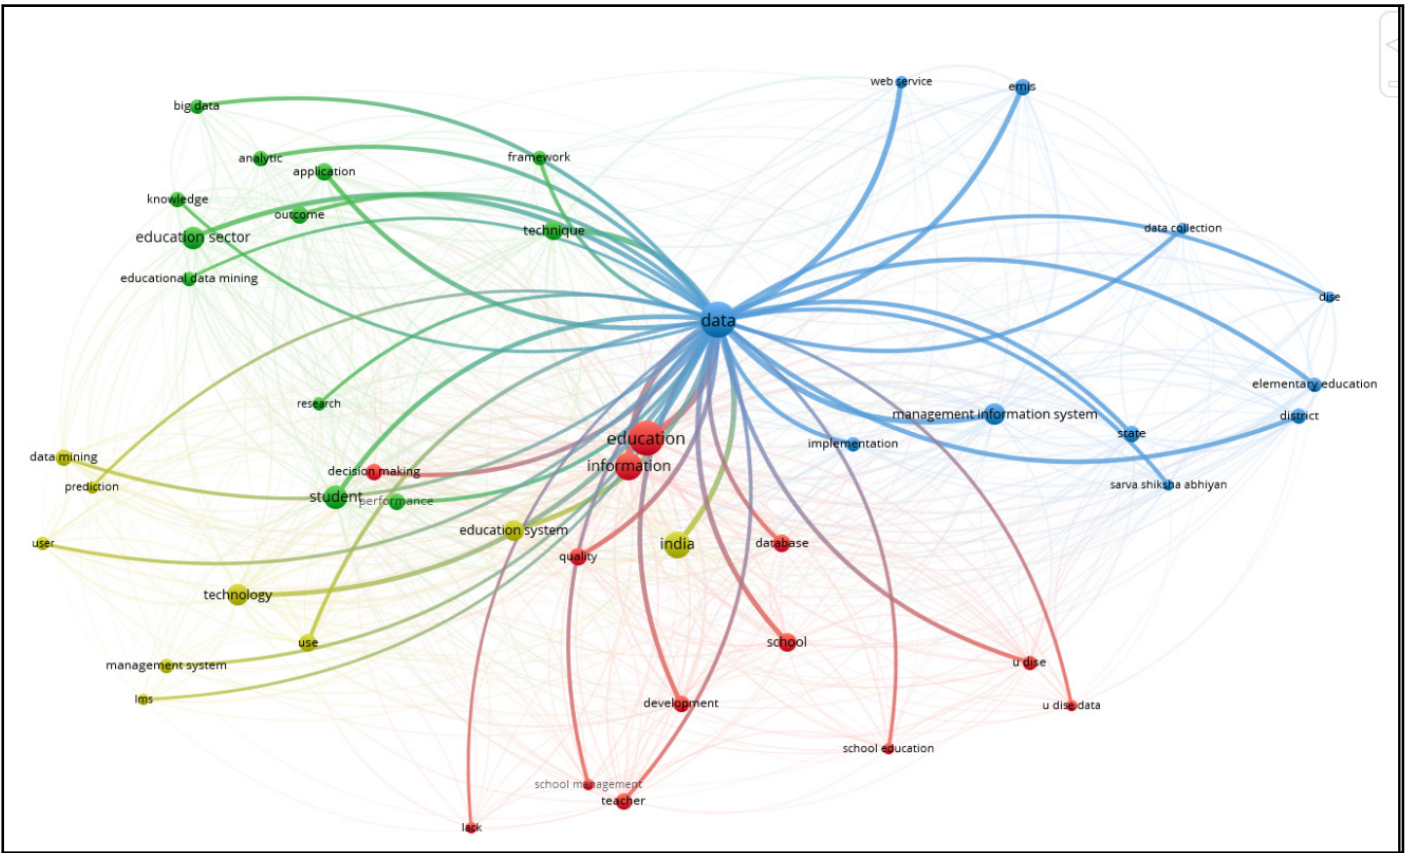 web service
emis
big data
analytic
framework
application
knowledge
outcome
data collection
technique
education sector
educational data mining
dise
data
elementary education
research
management information system
district
state
education
implementation
data mining
information
decision making
sarva shiksha abhiyan
prediction
student
performance
education system
user
india
database
quality
technology
use
school
u dise
management system
lms
development
u dise data
school education
school management
teacher
lack